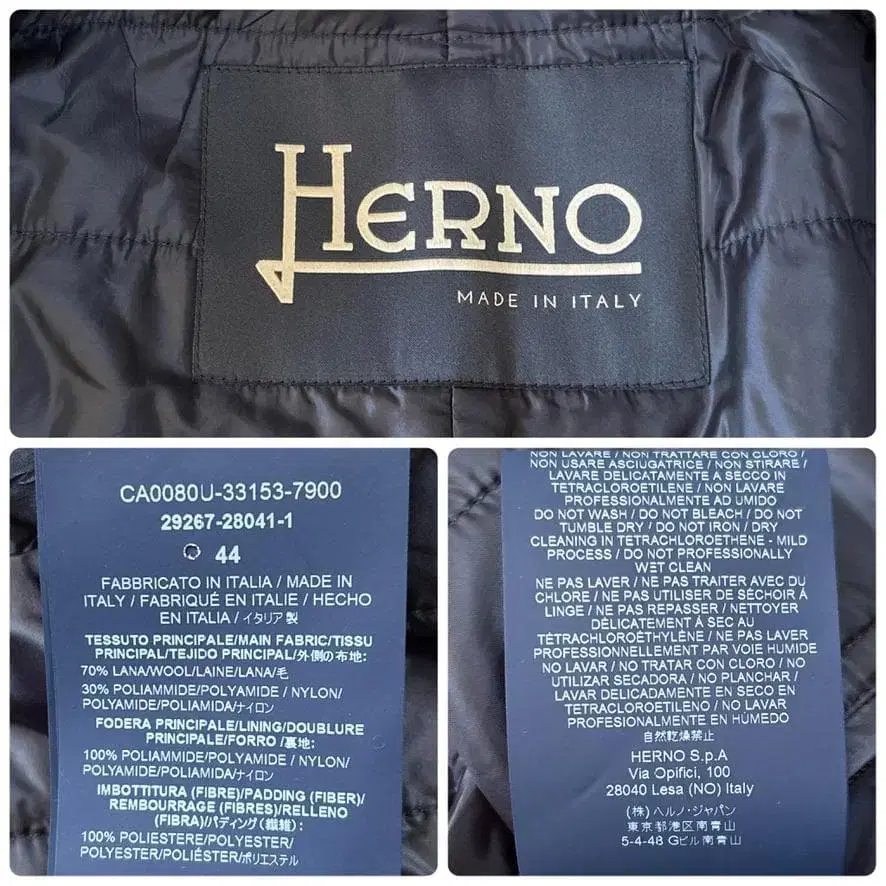 HERNO
MADE IN ITALY
CA0080U-33153-7900
29267-28041-1
44
FABBRICATO IN ITALIA / MADE IN
ITALY / FABRIQUÉ EN ITALIE / HECHO
EN ITALIA / イタリア製
TESSUTO PRINCIPALE/MAIN FABRIC/TISSU
PRINCIPAL/TEJIDO PRINCIPAL/外側の布地:
70% LANA/WOOL/LAINE/LANA/毛
30% POLIAMMIDE/POLYAMIDE / NYLON/
POLYAMIDE/POLIAMIDA/ナイロン
FODERA PRINCIPALE/LINING/DOUBLURE
PRINCIPALE/FORRO /裏地:
100% POLIAMMIDE/POLYAMIDE / NYLON/
POLYAMIDE/POLIAMIDA/ナイロン
IMBOTTITURA (FIBRE)/PADDING (FIBER)/
REMBOURRAGE (FIBRES)/RELLENO
(FIBRA)/パディング（繊維）:
100% POLIESTERE/POLYESTER/
POLYESTER/POLIÉSTER/ポリエステル
NON LAVARE / NON TRATTARE CON CLORO /
NON USARE ASCIUGATRICE / NON STIRARE /
LAVARE DELICATAMENTE A SECCO IN
TETRACLOROETILENE / NON LAVARE
PROFESSIONALMENTE AD UMIDO
DO NOT WASH / DO NOT BLEACH / DO NOT
TUMBLE DRY / DO NOT IRON / DRY
CLEANING IN TETRACHLOROETHENE - MILD
PROCESS / DO NOT PROFESSIONALLY
WET CLEAN
NE PAS LAVER / NE PAS TRAITER AVEC DU
CHLORE / NE PAS UTILISER DE SÉCHOIR Á
LINGE / NE PAS REPASSER / NETTOYER
DÉLICATEMENT À SEC AU
TÉTRACHLOROÉTHYLÈNE / NE PAS LAVER
PROFESSIONNELLEMENT PAR VOIE HUMIDE
NO LAVAR / NO TRATAR CON CLORO / NO
UTILIZAR SECADORA / NO PLANCHAR /
LAVAR DELICADAMENTE EN SECO EN
TETRACLOROETILENO / NO LAVAR
PROFESIONALMENTE EN HÚMEDO
自然乾燥禁止
HERNO S.p.A
Via Opifici, 100
28040 Lesa (NO) Italy
(株) ヘルノ・ジャパン
東京都港区南青山
5-4-48 Gビル南青山